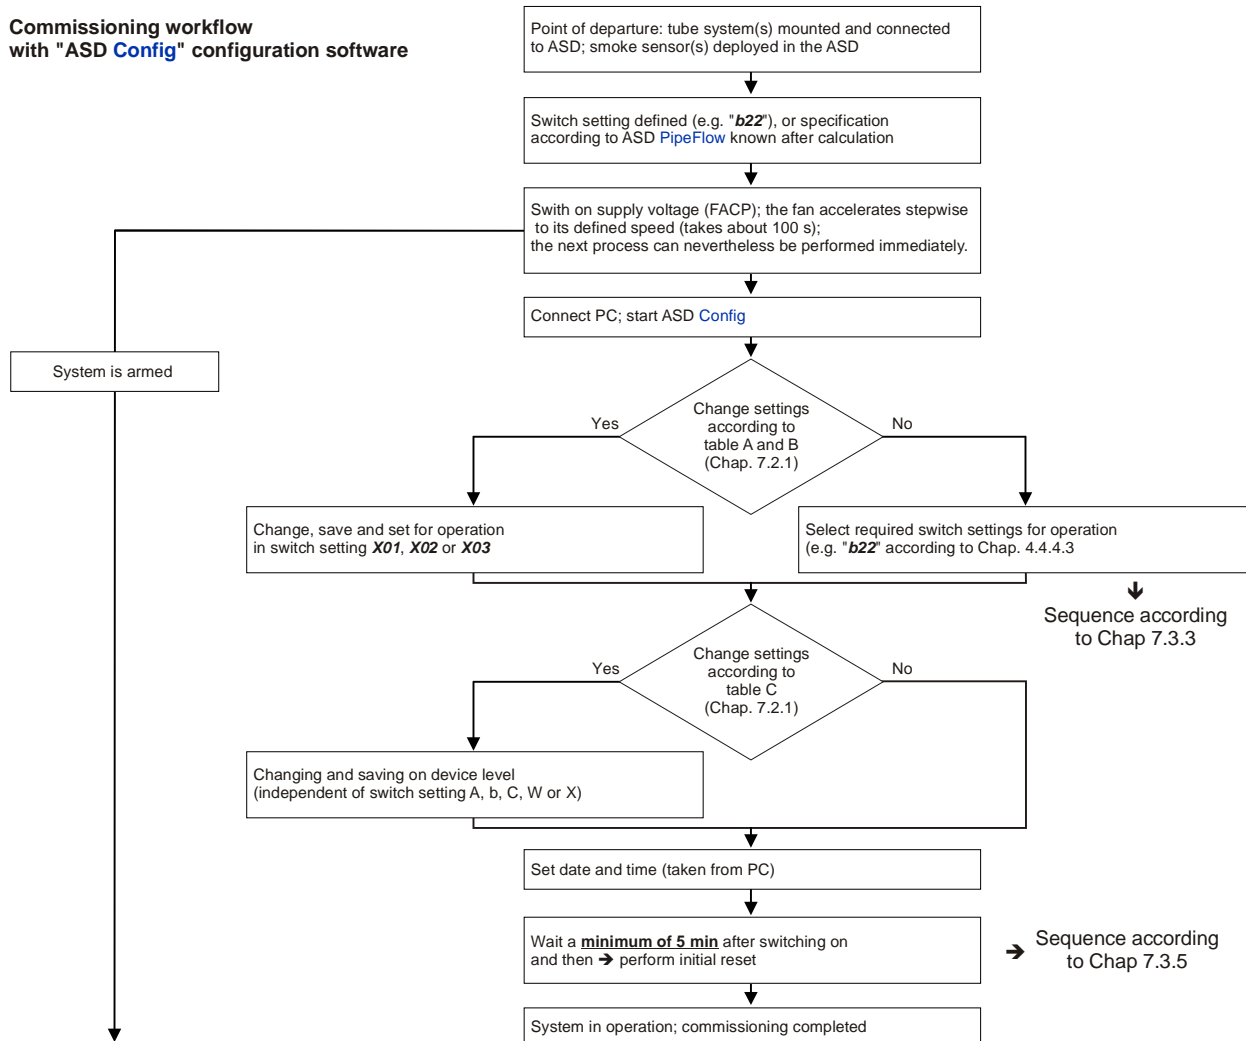 Commissioning workflow
with "ASD Config" configuration software
Point of departure: tube system(s) mounted and connected
to ASD; smoke sensor(s) deployed in the ASD
Switch setting defined (e.g. "b22"), or specification
according to ASD PipeFlow known after calculation
Swith on supply voltage (FACP); the fan accelerates stepwise
to its defined speed (takes about 100 s);
the next process can nevertheless be performed immediately.
Connect PC; start ASD Config
System is armed
Change settings
according to
table A and B
(Chap. 7.2.1)
Yes
No
Change, save and set for operation
in switch setting X01, X02 or X03
Select required switch settings for operation
(e.g. "b22" according to Chap. 4.4.4.3
Sequence according
to Chap 7.3.3
Change settings
according to
table C
(Chap. 7.2.1)
Yes
No
Changing and saving on device level
(independent of switch setting A, b, C, W or X)
Set date and time (taken from PC)
Wait a minimum of 5 min after switching on
and then ➔ perform initial reset
➔ Sequence according
to Chap 7.3.5
System in operation; commissioning completed